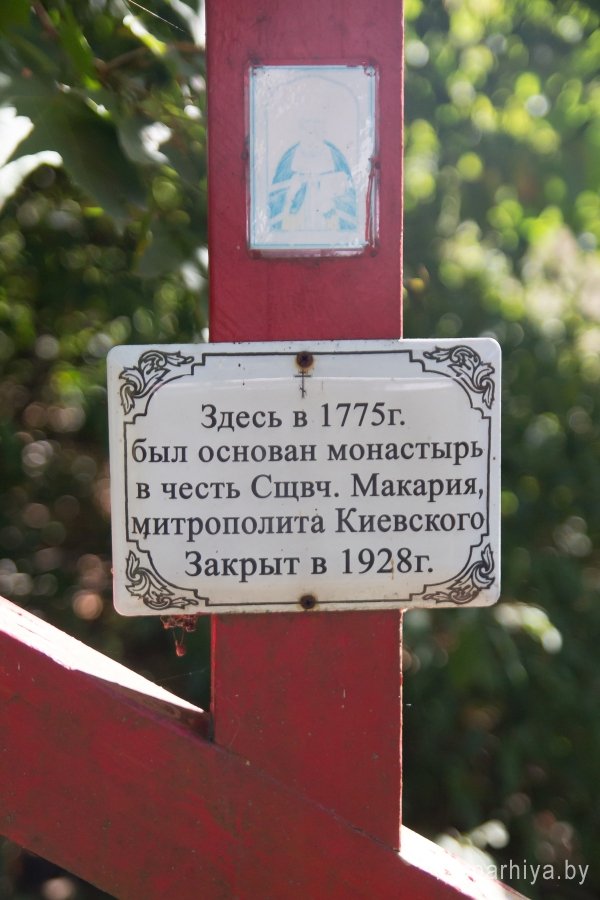 Здесь в 1775г.
был основан монастырь
в честь Сщвч. Макария,
митрополита Киевского
Закрыт в 1928г.